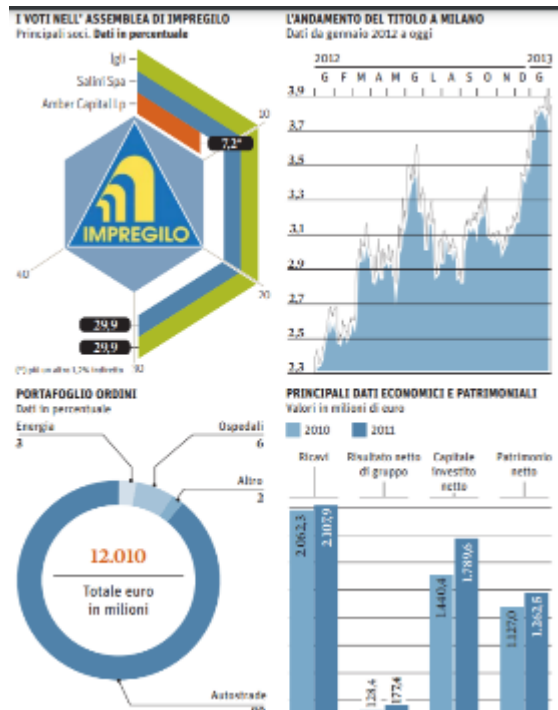 I VOTI NELL' ASSEMBLEA DI IMPREGILO
Principali soci. Dati in percentuale
Igli
Salini Spa
Amber Capital Lp
10
7,2*
IMPREGILO
40
20
29,9
29,9
30
(*) più un altro 1,2% indiretto
L'ANDAMENTO DEL TITOLO A MILANO
Dati da gennaio 2012 a oggi
2012 2013
G F M A M G L A S O N D G
3,9
3,7
3,5
3,3
3,1
2,9
2,7
2,5
2,3
PORTAFOGLIO ORDINI
Dati in percentuale
Energia
3
Ospedali
6
Altro
2
12.010
Totale euro
in milioni
Autostrade
PRINCIPALI DATI ECONOMICI E PATRIMONIALI
Valori in milioni di euro
2010 2011
Ricavi
Risultato netto
di gruppo
Capitale
investito
netto
Patrimonio
netto
2.062,3
2.107,9
128,4
177,4
1.440,4
1.789,6
1.127,0
1.262,5